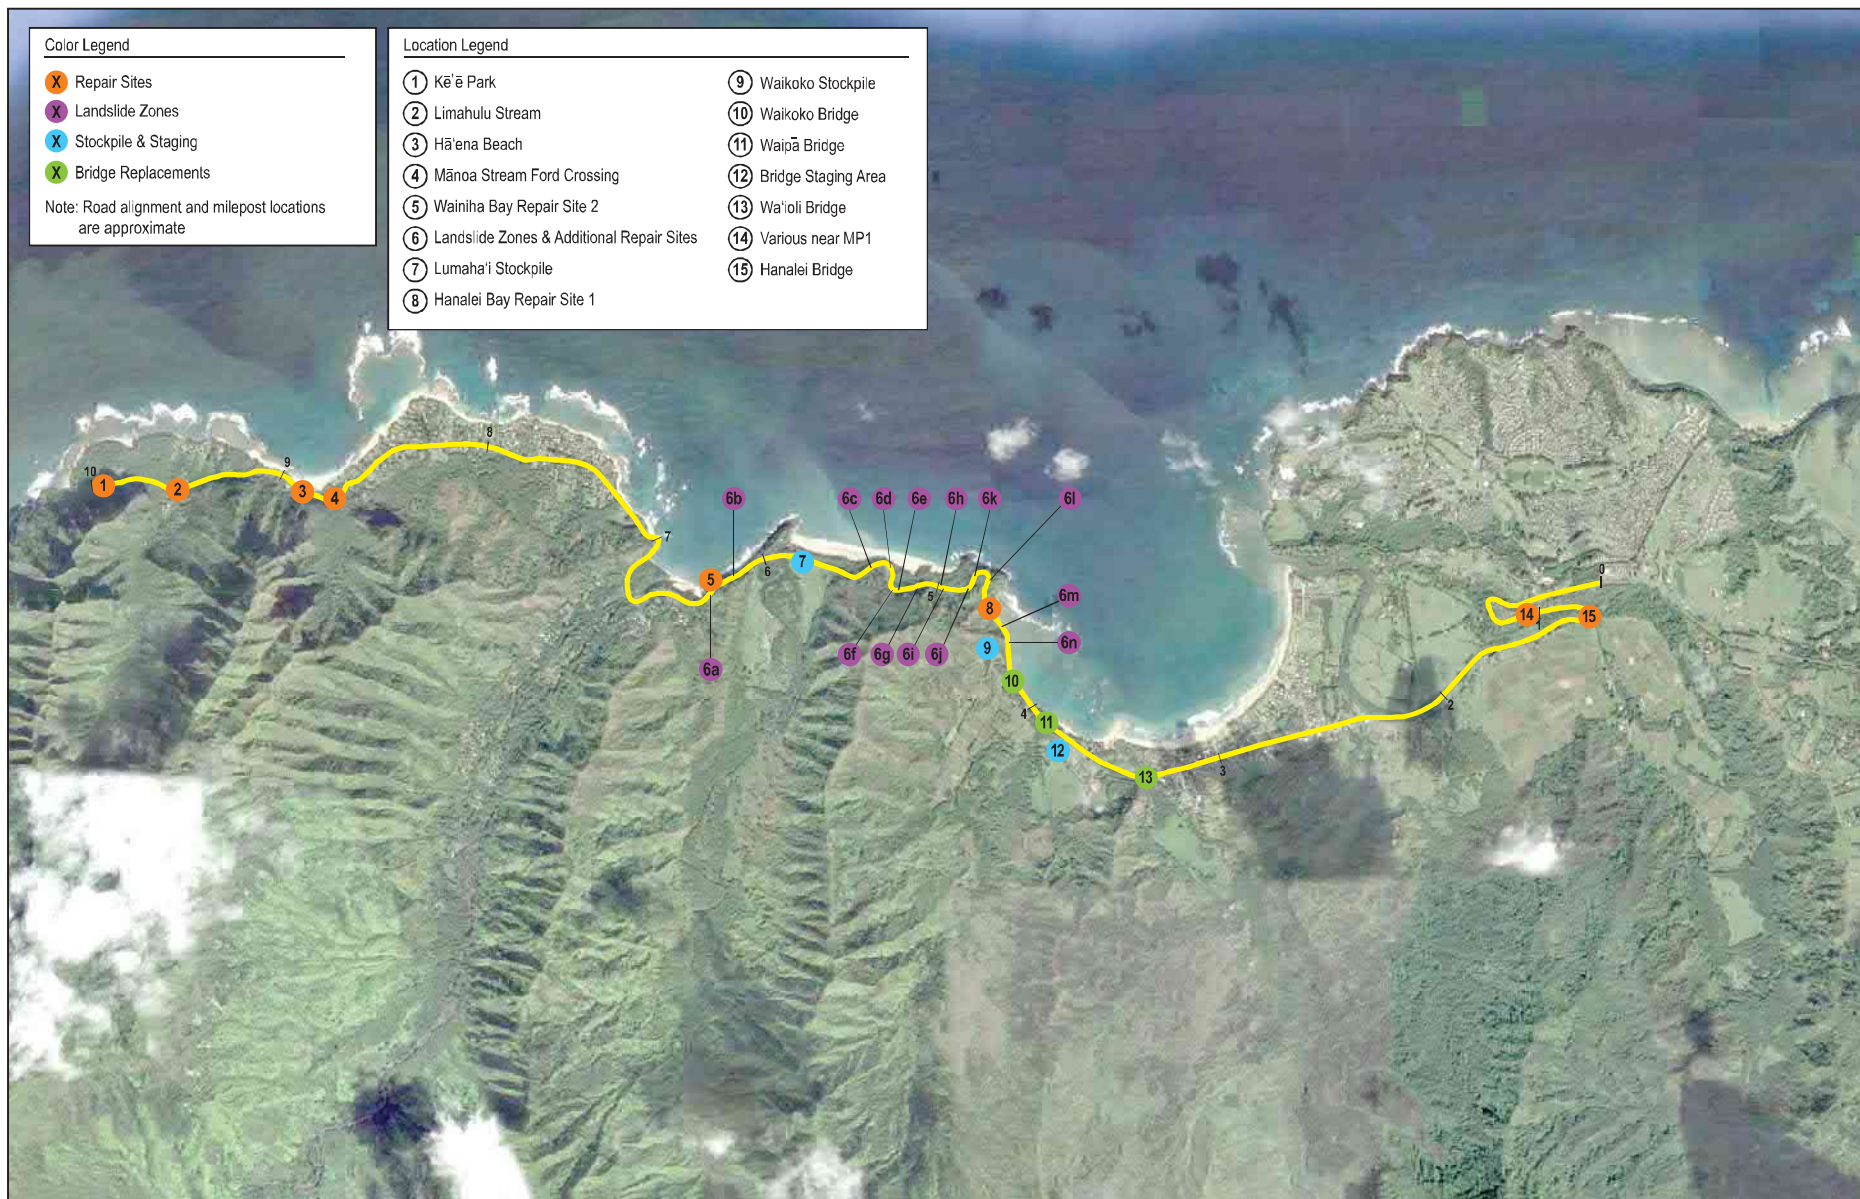 Color Legend
X Repair Sites
X Landslide Zones
X Stockpile & Staging
X Bridge Replacements
Note: Road alignment and milepost locations
are approximate
Location Legend
1 Kē'ē Park
2 Limahulu Stream
3 Hā'ena Beach
4 Mānoa Stream Ford Crossing
5 Wainiha Bay Repair Site 2
6 Landslide Zones & Additional Repair Sites
7 Lumaha'i Stockpile
8 Hanalei Bay Repair Site 1
9 Waikoko Stockpile
10 Waikoko Bridge
11 Waipā Bridge
12 Bridge Staging Area
13 Wa'ioli Bridge
14 Various near MP1
15 Hanalei Bridge
8
10
1
2
9
3
4
7
6b
6c
6d
6e
6h
6k
6l
5
6
7
5
8
6m
6a
6f
6g
6i
6j
9
6n
10
4
11
12
13
3
2
0
14
1
15